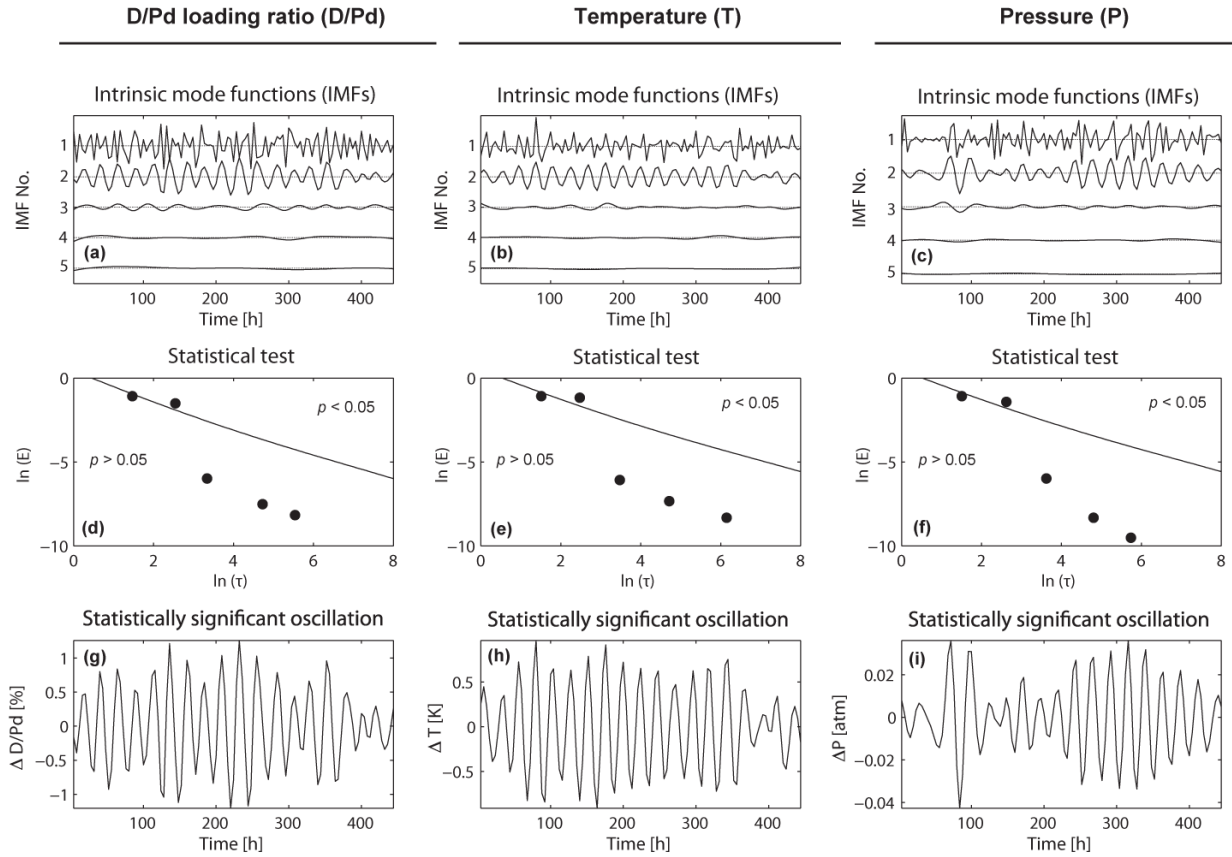 D/Pd loading ratio (D/Pd) Temperature (T) Pressure (P)
Intrinsic mode functions (IMFs) Intrinsic mode functions (IMFs) Intrinsic mode functions (IMFs)
IMF No. 1 2 3 4 5 (a)
100 200 300 400
Time [h]
IMF No. 1 2 3 4 5 (b)
100 200 300 400
Time [h]
IMF No. 1 2 3 4 5 (c)
100 200 300 400
Time [h]
Statistical test Statistical test Statistical test
ln (E) 0 −5 −10 p < 0.05 p > 0.05 (d)
0 2 4 6 8
ln (τ)
ln (E) 0 −5 −10 p < 0.05 p > 0.05 (e)
0 2 4 6 8
ln (τ)
ln (E) 0 −5 −10 p < 0.05 p > 0.05 (f)
0 2 4 6 8
ln (τ)
Statistically significant oscillation Statistically significant oscillation Statistically significant oscillation
Δ D/Pd [%] 1 0.5 0 −0.5 −1 (g)
100 200 300 400
Time [h]
Δ T [K] 0.5 0 −0.5 (h)
100 200 300 400
Time [h]
ΔP [atm] 0.02 0 −0.02 −0.04 (i)
100 200 300 400
Time [h]